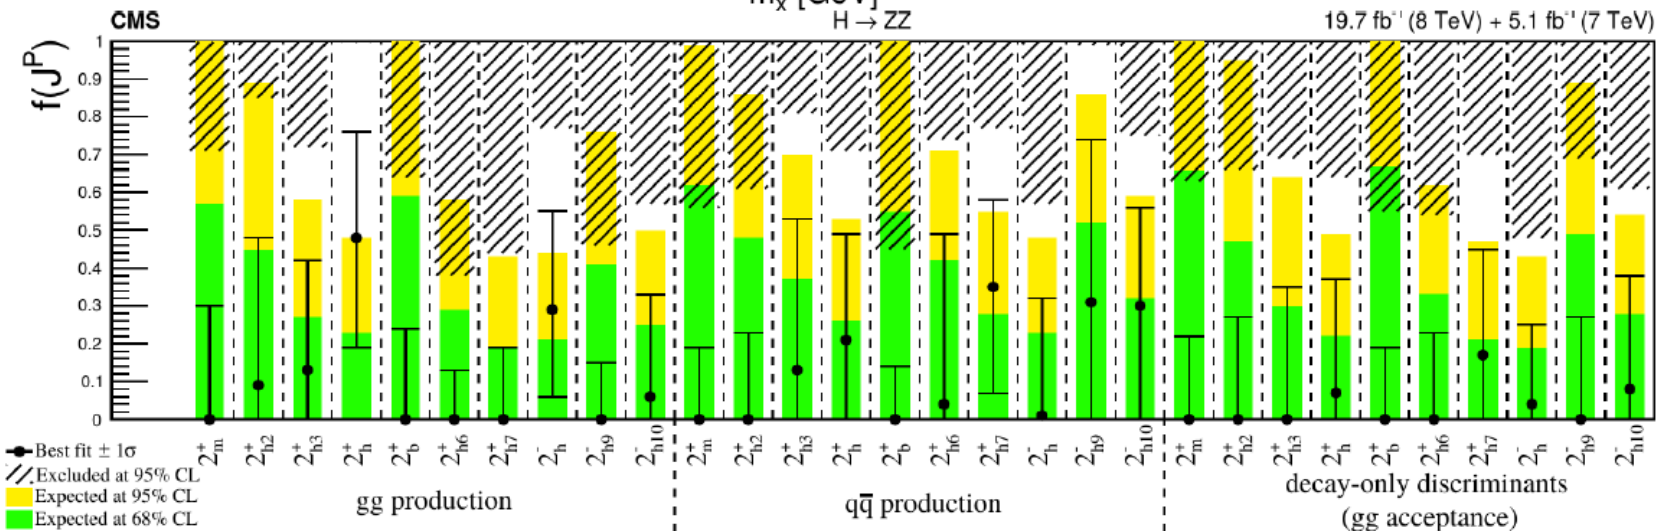 m_x [GeV]
CMS H → ZZ 19.7 fb⁻¹ (8 TeV) + 5.1 fb⁻¹ (7 TeV)
f(J^P)
1
0.9
0.8
0.7
0.6
0.5
0.4
0.3
0.2
0.1
0
2⁺m 2⁺h2 2⁺h3 2⁺h 2⁺b 2⁺h6 2⁺h7 2⁻h 2⁻h9 2⁻h10 2⁺m 2⁺h2 2⁺h3 2⁺h 2⁺b 2⁺h6 2⁺h7 2⁻h 2⁻h9 2⁻h10 2⁺m 2⁺h2 2⁺h3 2⁺h 2⁺b 2⁺h6 2⁺h7 2⁻h 2⁻h9 2⁻h10
Best fit ± 1σ
Excluded at 95% CL
Expected at 95% CL
Expected at 68% CL
gg production
qq̅ production
decay-only discriminants
(gg acceptance)